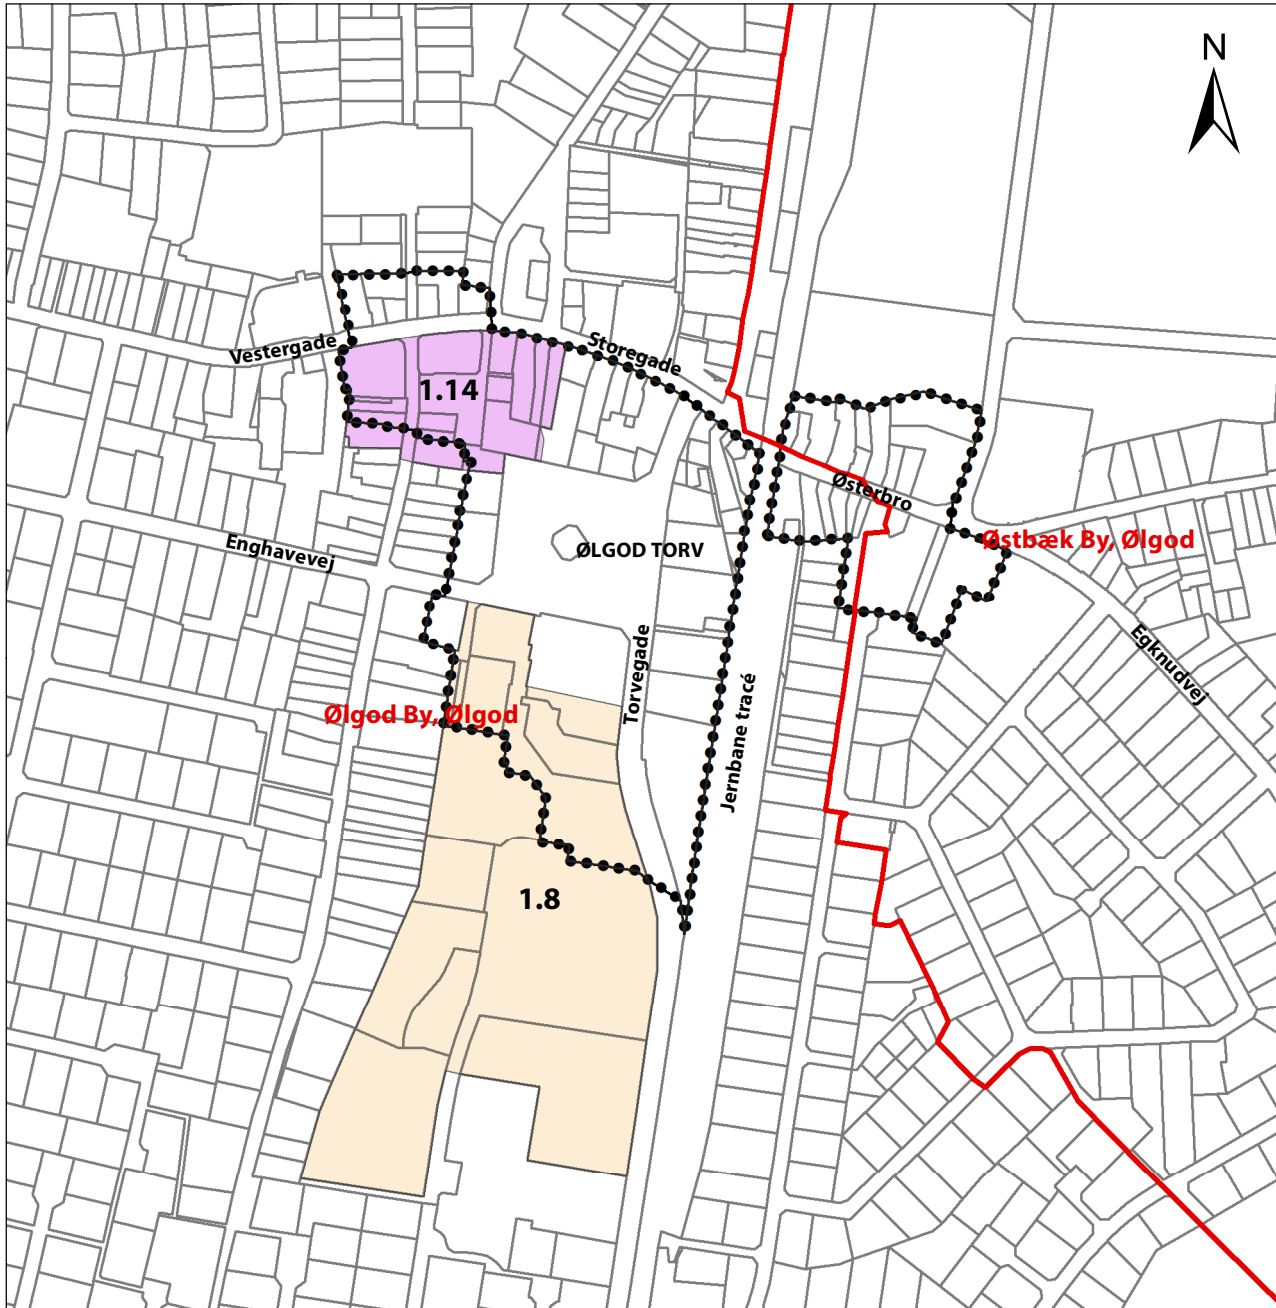 N
Vestergade
Storegade
1.14
Østerbro
Østbæk By, Ølgod
Enghavevej
ØLGOD TORV
Torvegade
Egknudvej
Jernbane tracé
Ølgod By, Ølgod
1.8